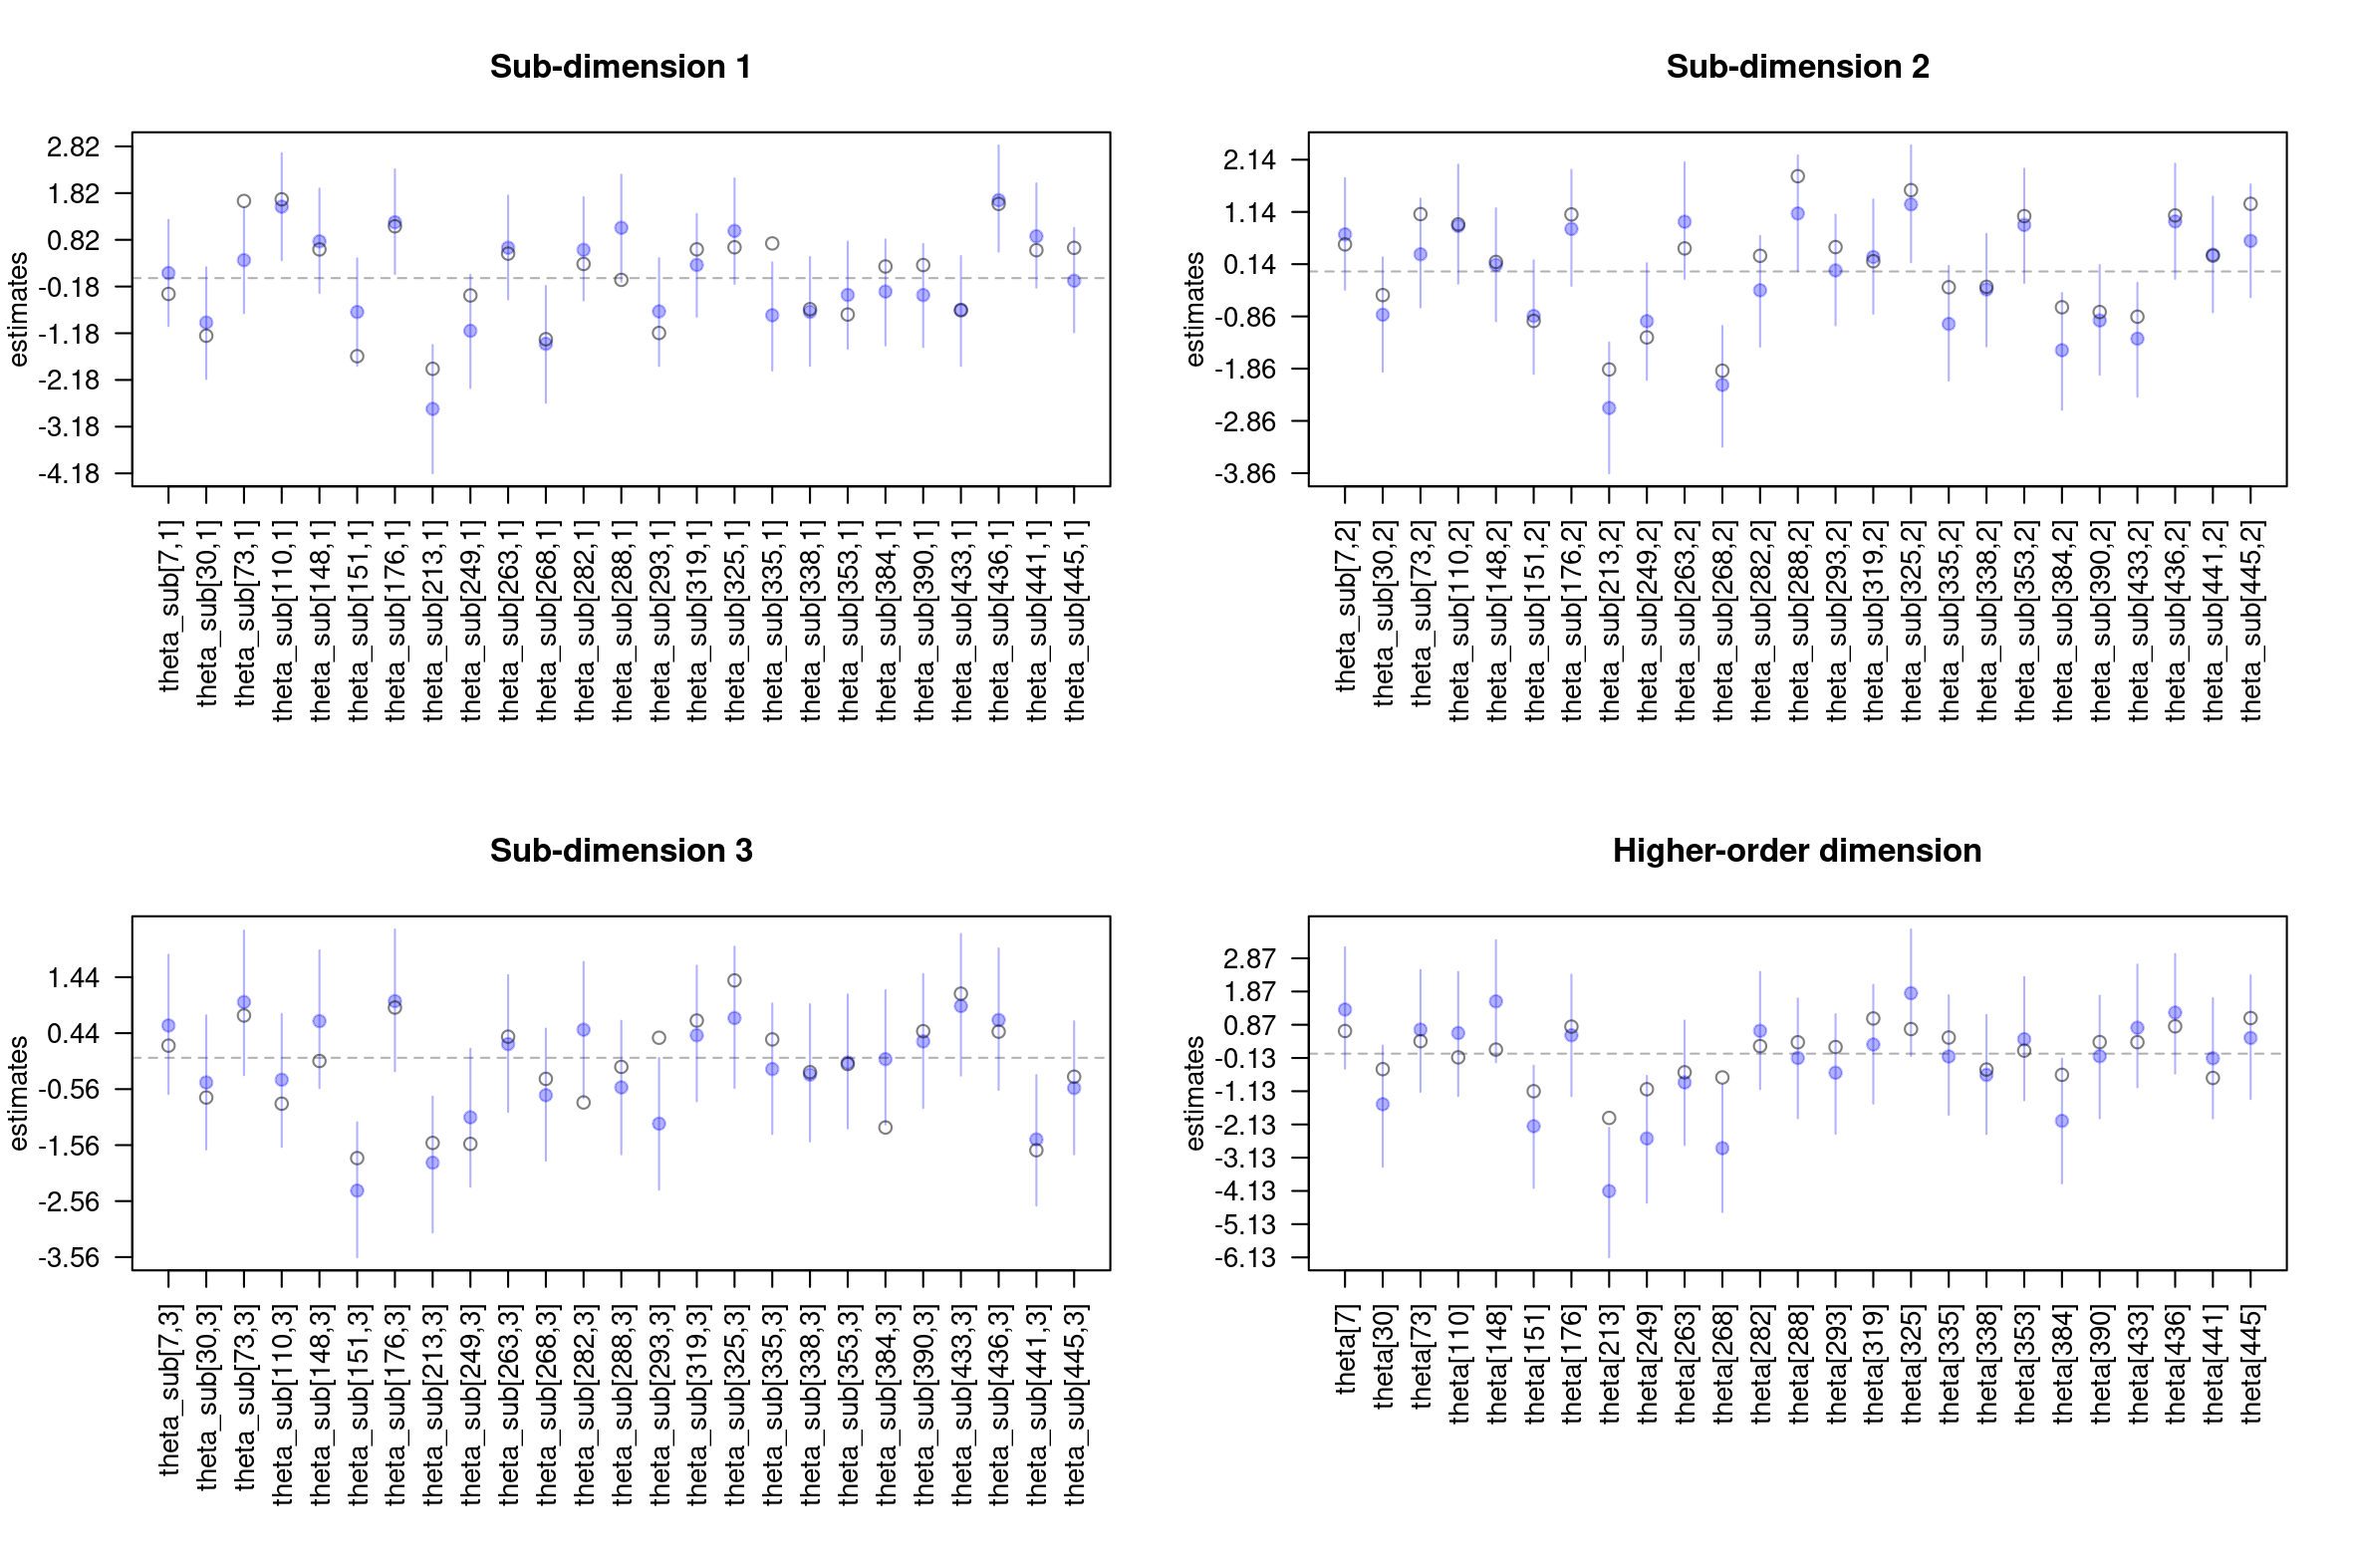 Sub-dimension 1
estimates
2.82
1.82
0.82
-0.18
-1.18
-2.18
-3.18
-4.18
theta_sub[7,1]
theta_sub[30,1]
theta_sub[73,1]
theta_sub[110,1]
theta_sub[148,1]
theta_sub[151,1]
theta_sub[176,1]
theta_sub[213,1]
theta_sub[249,1]
theta_sub[263,1]
theta_sub[268,1]
theta_sub[282,1]
theta_sub[288,1]
theta_sub[293,1]
theta_sub[319,1]
theta_sub[325,1]
theta_sub[335,1]
theta_sub[338,1]
theta_sub[353,1]
theta_sub[384,1]
theta_sub[390,1]
theta_sub[433,1]
theta_sub[436,1]
theta_sub[441,1]
theta_sub[445,1]
Sub-dimension 2
estimates
2.14
1.14
0.14
-0.86
-1.86
-2.86
-3.86
theta_sub[7,2]
theta_sub[30,2]
theta_sub[73,2]
theta_sub[110,2]
theta_sub[148,2]
theta_sub[151,2]
theta_sub[176,2]
theta_sub[213,2]
theta_sub[249,2]
theta_sub[263,2]
theta_sub[268,2]
theta_sub[282,2]
theta_sub[288,2]
theta_sub[293,2]
theta_sub[319,2]
theta_sub[325,2]
theta_sub[335,2]
theta_sub[338,2]
theta_sub[353,2]
theta_sub[384,2]
theta_sub[390,2]
theta_sub[433,2]
theta_sub[436,2]
theta_sub[441,2]
theta_sub[445,2]
Sub-dimension 3
estimates
1.44
0.44
-0.56
-1.56
-2.56
-3.56
theta_sub[7,3]
theta_sub[30,3]
theta_sub[73,3]
theta_sub[110,3]
theta_sub[148,3]
theta_sub[151,3]
theta_sub[176,3]
theta_sub[213,3]
theta_sub[249,3]
theta_sub[263,3]
theta_sub[268,3]
theta_sub[282,3]
theta_sub[288,3]
theta_sub[293,3]
theta_sub[319,3]
theta_sub[325,3]
theta_sub[335,3]
theta_sub[338,3]
theta_sub[353,3]
theta_sub[384,3]
theta_sub[390,3]
theta_sub[433,3]
theta_sub[436,3]
theta_sub[441,3]
theta_sub[445,3]
Higher-order dimension
estimates
2.87
1.87
0.87
-0.13
-1.13
-2.13
-3.13
-4.13
-5.13
-6.13
theta[7]
theta[30]
theta[73]
theta[110]
theta[148]
theta[151]
theta[176]
theta[213]
theta[249]
theta[263]
theta[268]
theta[282]
theta[288]
theta[293]
theta[319]
theta[325]
theta[335]
theta[338]
theta[353]
theta[384]
theta[390]
theta[433]
theta[436]
theta[441]
theta[445]